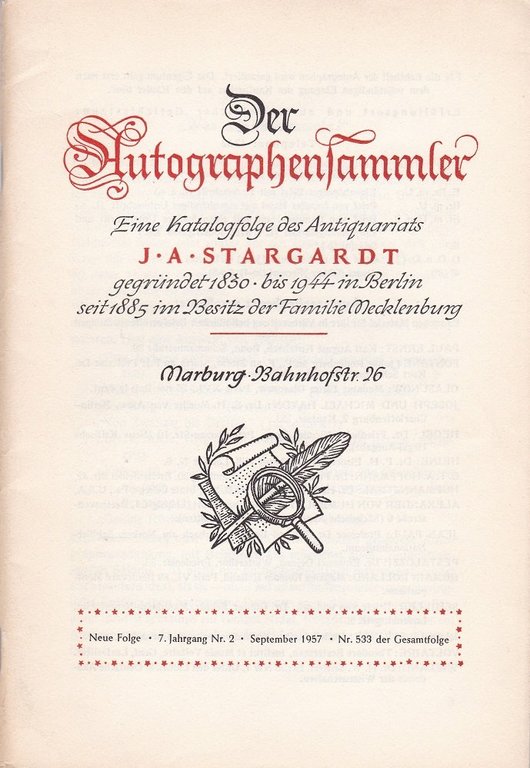 Der
Autographensammler
Eine Katalogfolge des Antiquariats
J·A·STARGARDT
gegründet 1830 · bis 1944 in Berlin
seit 1885 im Besitz der Familie Mecklenburg
Marburg · Bahnhofstr. 26
Neue Folge • 7. Jahrgang Nr. 2 • September 1957 • Nr. 533 der Gesamtfolge